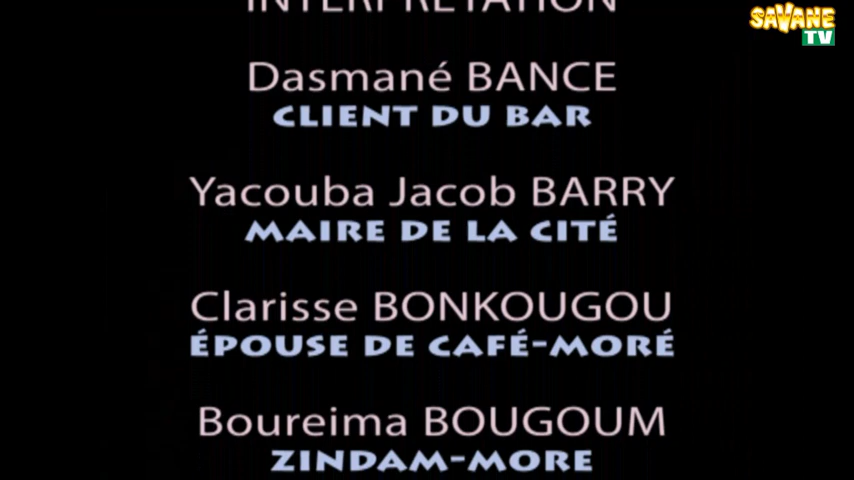 INTERPRÉTATION
SAVANE
TV
Dasmané BANCE
CLIENT DU BAR
Yacouba Jacob BARRY
MAIRE DE LA CITÉ
Clarisse BONKOUGOU
ÉPOUSE DE CAFÉ-MORÉ
Boureima BOUGOUM
ZINDAM-MORE